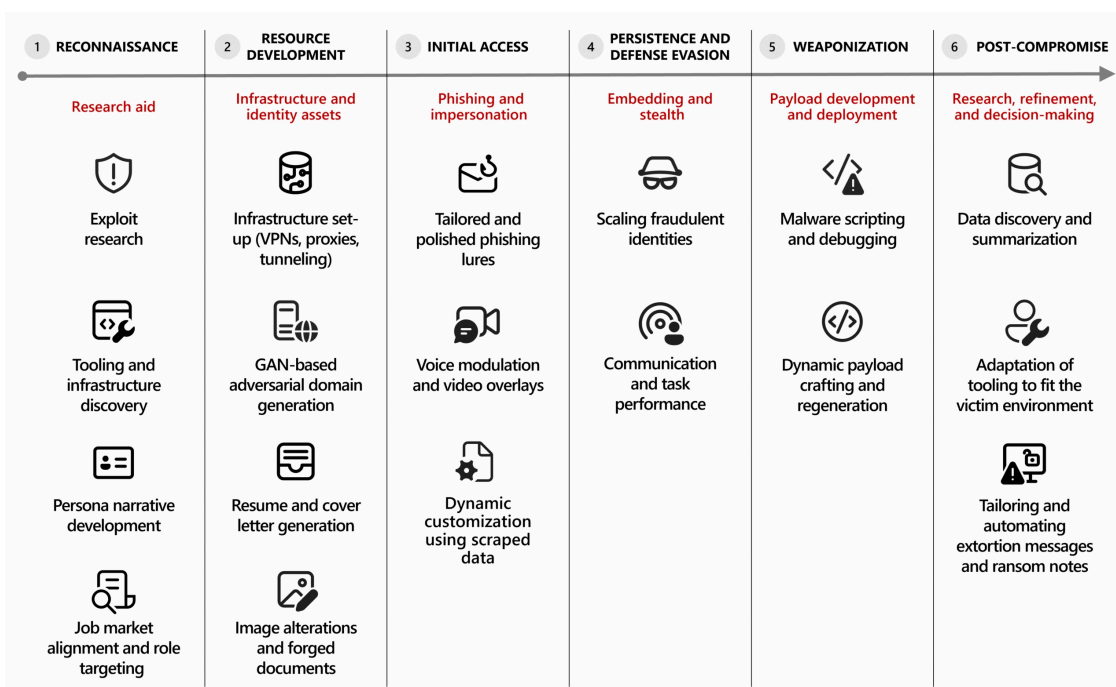 1 RECONNAISSANCE
Research aid
Exploit
research
Tooling and
infrastructure
discovery
Persona narrative
development
Job market
alignment and role
targeting
2 RESOURCE
DEVELOPMENT
Infrastructure and
identity assets
Infrastructure set-
up (VPNs, proxies,
tunneling)
GAN-based
adversarial domain
generation
Resume and cover
letter generation
Image alterations
and forged
documents
3 INITIAL ACCESS
Phishing and
impersonation
Tailored and
polished phishing
lures
Voice modulation
and video overlays
Dynamic
customization
using scraped
data
4 PERSISTENCE AND
DEFENSE EVASION
Embedding and
stealth
Scaling fraudulent
identities
Communication
and task
performance
5 WEAPONIZATION
Payload development
and deployment
Malware scripting
and debugging
Dynamic payload
crafting and
regeneration
6 POST-COMPROMISE
Research, refinement,
and decision-making
Data discovery and
summarization
Adaptation of
tooling to fit the
victim environment
Tailoring and
automating
extortion messages
and ransom notes